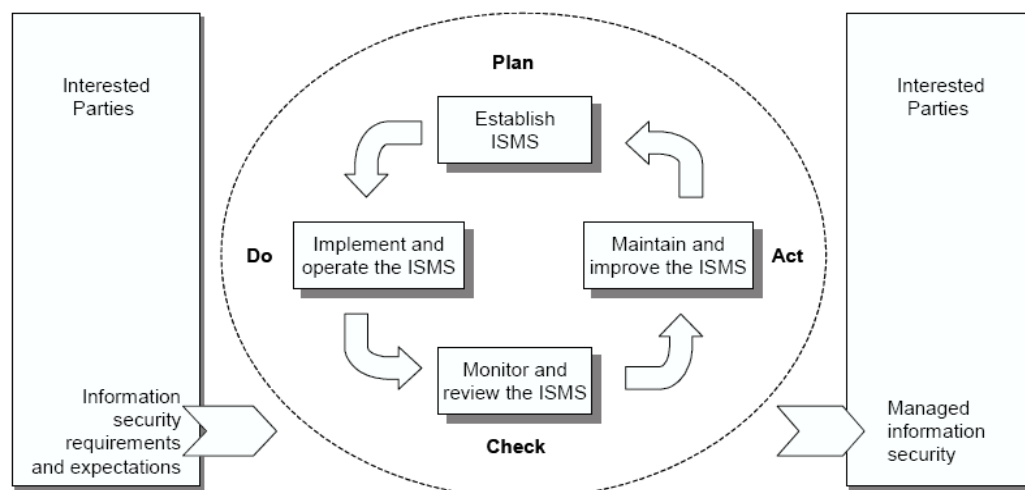 Interested
Parties
Information
security
requirements
and expectations
Plan
Establish
ISMS
Do
Implement and
operate the ISMS
Maintain and
improve the ISMS
Act
Monitor and
review the ISMS
Check
Interested
Parties
Managed
information
security